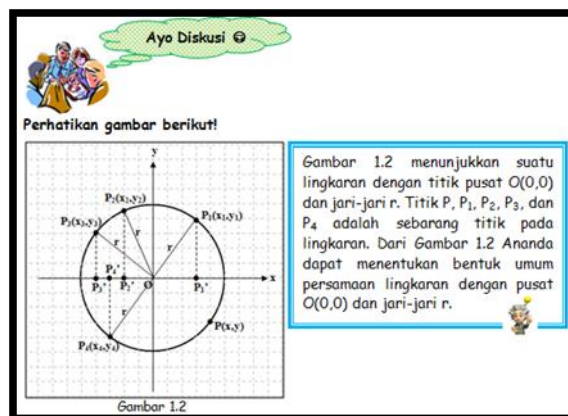 Ayo Diskusi
Perhatikan gambar berikut!
y
P₂(x₂,y₂)
P₃(x₃,y₃)
P₁(x₁,y₁)
r
r
r
P₄'
P₃'
P₂'
O
P₁'
x
r
P(x,y)
P₄(x₄,y₄)
Gambar 1.2
Gambar 1.2 menunjukkan suatu
lingkaran dengan titik pusat O(0,0)
dan jari-jari r. Titik P, P₁, P₂, P₃, dan
P₄ adalah sebarang titik pada
lingkaran. Dari Gambar 1.2 Ananda
dapat menentukan bentuk umum
persamaan lingkaran dengan pusat
O(0,0) dan jari-jari r.